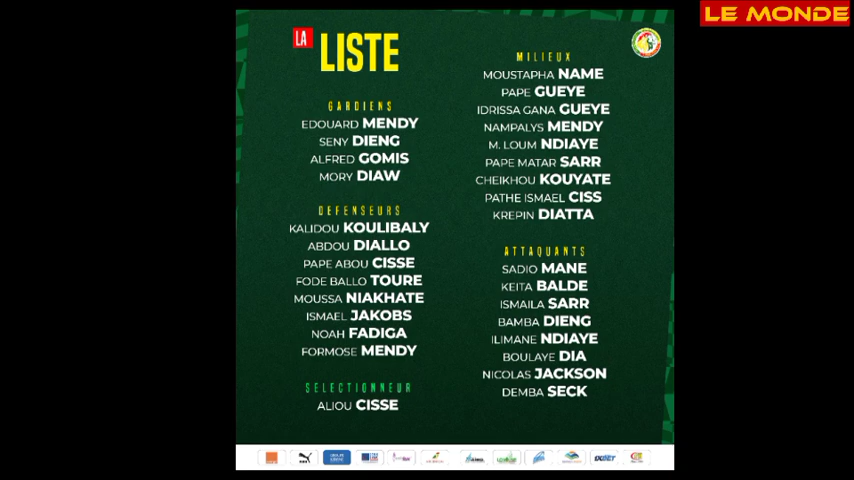 LE MONDE
LA
LISTE
GARDIENS
EDOUARD MENDY
SENY DIENG
ALFRED GOMIS
MORY DIAW
DEFENSEURS
KALIDOU KOULIBALY
ABDOU DIALLO
PAPE ABOU CISSE
FODE BALLO TOURE
MOUSSA NIAKHATE
ISMAEL JAKOBS
NOAH FADIGA
FORMOSE MENDY
SELECTIONNEUR
ALIOU CISSE
MILIEUX
MOUSTAPHA NAME
PAPE GUEYE
IDRISSA GANA GUEYE
NAMPALYS MENDY
M. LOUM NDIAYE
PAPE MATAR SARR
CHEIKHOU KOUYATE
PATHE ISMAEL CISS
KREPIN DIATTA
ATTAQUANTS
SADIO MANE
KEITA BALDE
ISMAILA SARR
BAMBA DIENG
ILIMANE NDIAYE
BOULAYE DIA
NICOLAS JACKSON
DEMBA SECK
1XBET